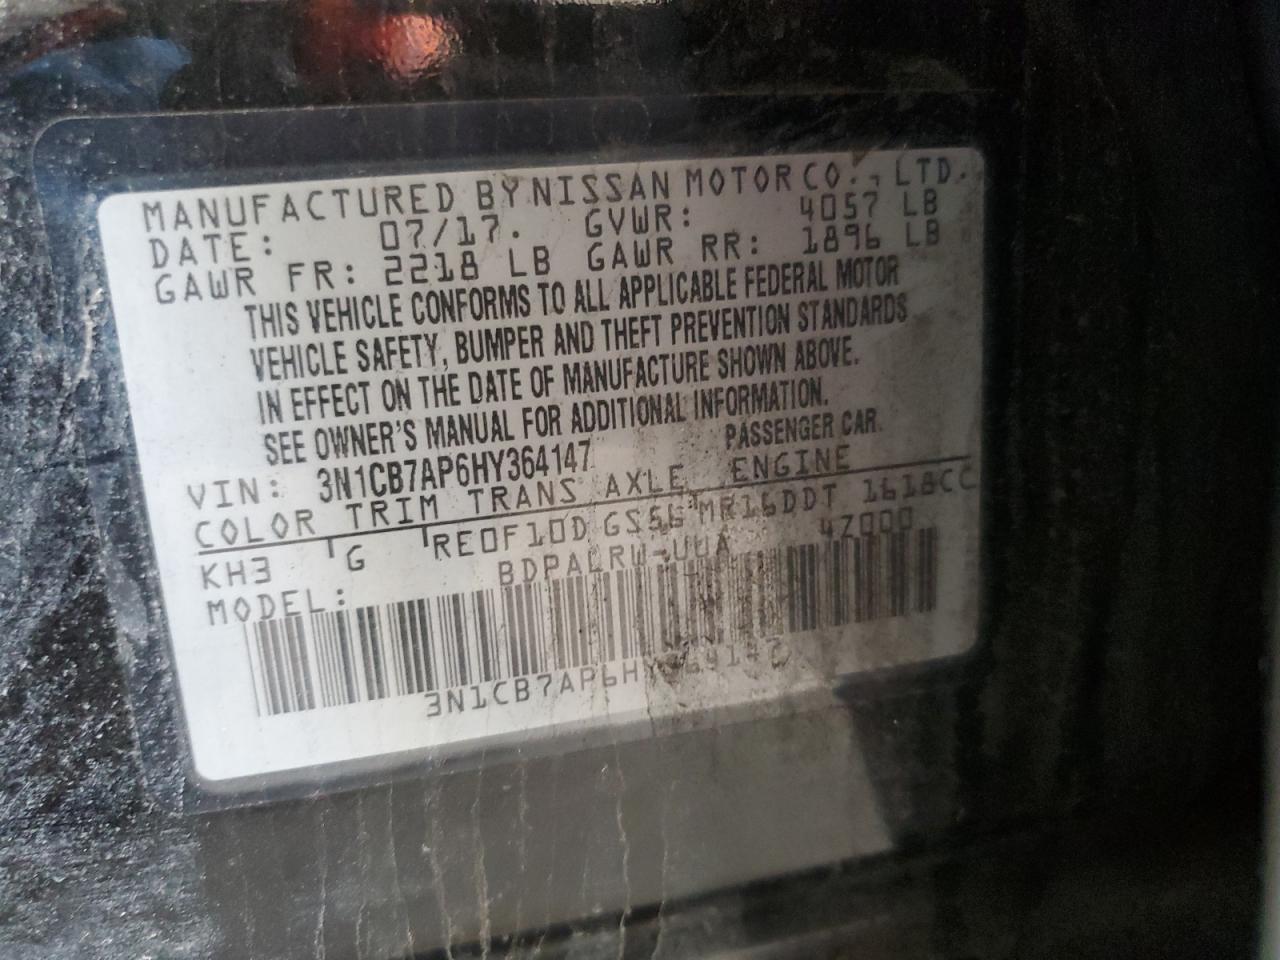 MANUFACTURED BY NISSAN MOTOR CO., LTD.
DATE: 07/17. GVWR: 4057 LB
GAWR FR: 2218 LB GAWR RR: 1896 LB
THIS VEHICLE CONFORMS TO ALL APPLICABLE FEDERAL MOTOR
VEHICLE SAFETY, BUMPER AND THEFT PREVENTION STANDARDS
IN EFFECT ON THE DATE OF MANUFACTURE SHOWN ABOVE.
SEE OWNER'S MANUAL FOR ADDITIONAL INFORMATION.
VIN: 3N1CB7AP6HY364147 PASSENGER CAR.
COLOR TRIM TRANS AXLE ENGINE
KH3 G RE0F10D GS56 MR16DDT 1618CC
MODEL: BDPALRW-UUA 4Z000